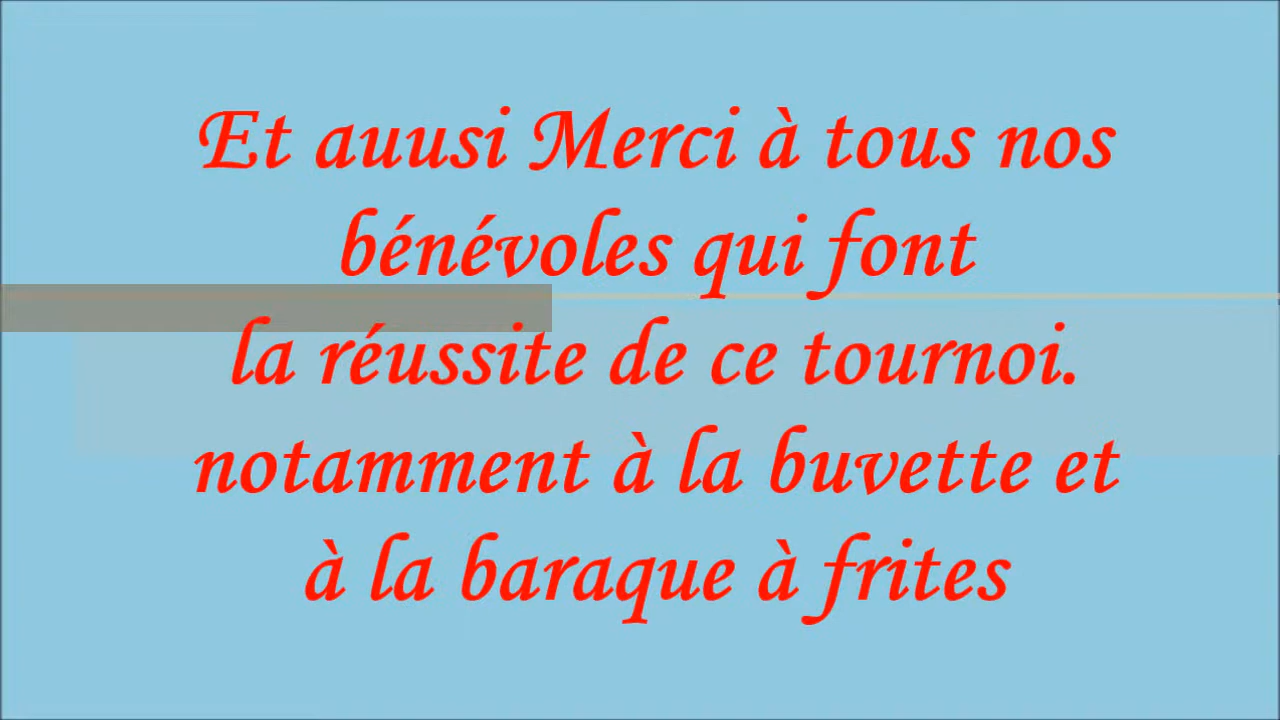 Et auusi Merci à tous nos
bénévoles qui font
la réussite de ce tournoi.
notamment à la buvette et
à la baraque à frites